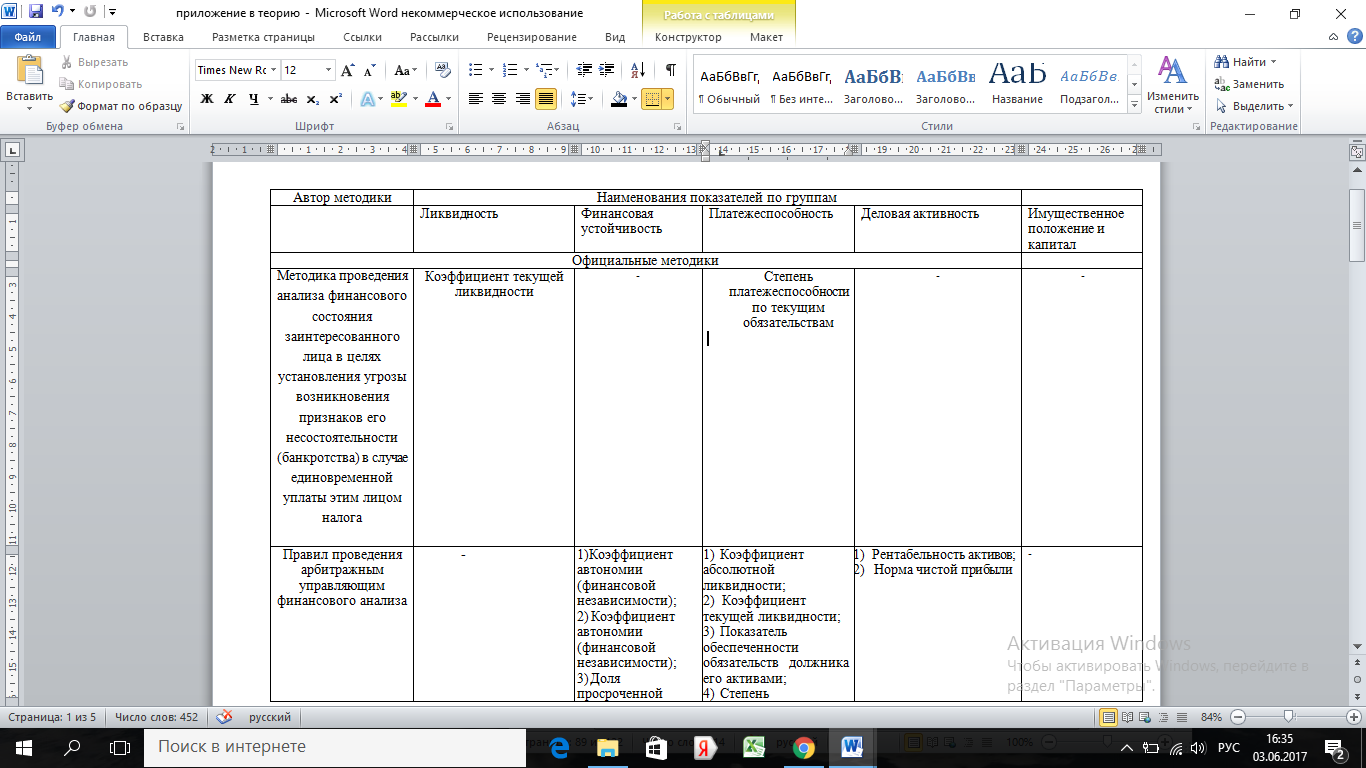 приложение в теорию - Microsoft Word некоммерческое использование
Работа с таблицами
Файл Главная Вставка Разметка страницы Ссылки Рассылки Рецензирование Вид Конструктор Макет
Вставить
Вырезать
Копировать
Формат по образцу
Буфер обмена
Times New Ro 12
Ж К Ч
Шрифт
Абзац
АаБбВвГг, АаБбВвГг, АаБбВ АаБбВв АаБ АаБбВв.
¶ Обычный ¶ Без инте... Заголово... Заголово... Название Подзагол...
Стили
Изменить стили
Найти
Заменить
Выделить
Редактирование
Автор методики
Наименования показателей по группам
Ликвидность
Финансовая
устойчивость
Платежеспособность
Деловая активность
Имущественное
положение и
капитал
Официальные методики
Методика проведения
анализа финансового
состояния
заинтересованного
лица в целях
установления угрозы
возникновения
признаков его
несостоятельности
(банкротства) в случае
единовременной
уплаты этим лицом
налога
Коэффициент текущей
ликвидности
-
Степень
платежеспособности
по текущим
обязательствам
-
-
Правил проведения
арбитражным
управляющим
финансового анализа
-
1)Коэффициент
автономии
(финансовой
независимости);
2) Коэффициент
автономии
(финансовой
независимости);
3)Доля
просроченной
1) Коэффициент
абсолютной
ликвидности;
2) Коэффициент
текущей ликвидности;
3) Показатель
обеспеченности
обязательств должника
его активами;
4) Степень
1) Рентабельность активов;
2) Норма чистой прибыли
-
Активация Windows
Чтобы активировать Windows, перейдите в
раздел "Параметры".
Страница: 1 из 5 Число слов: 452 русский 84%
Поиск в интернете
РУС
16:35
03.06.2017
2